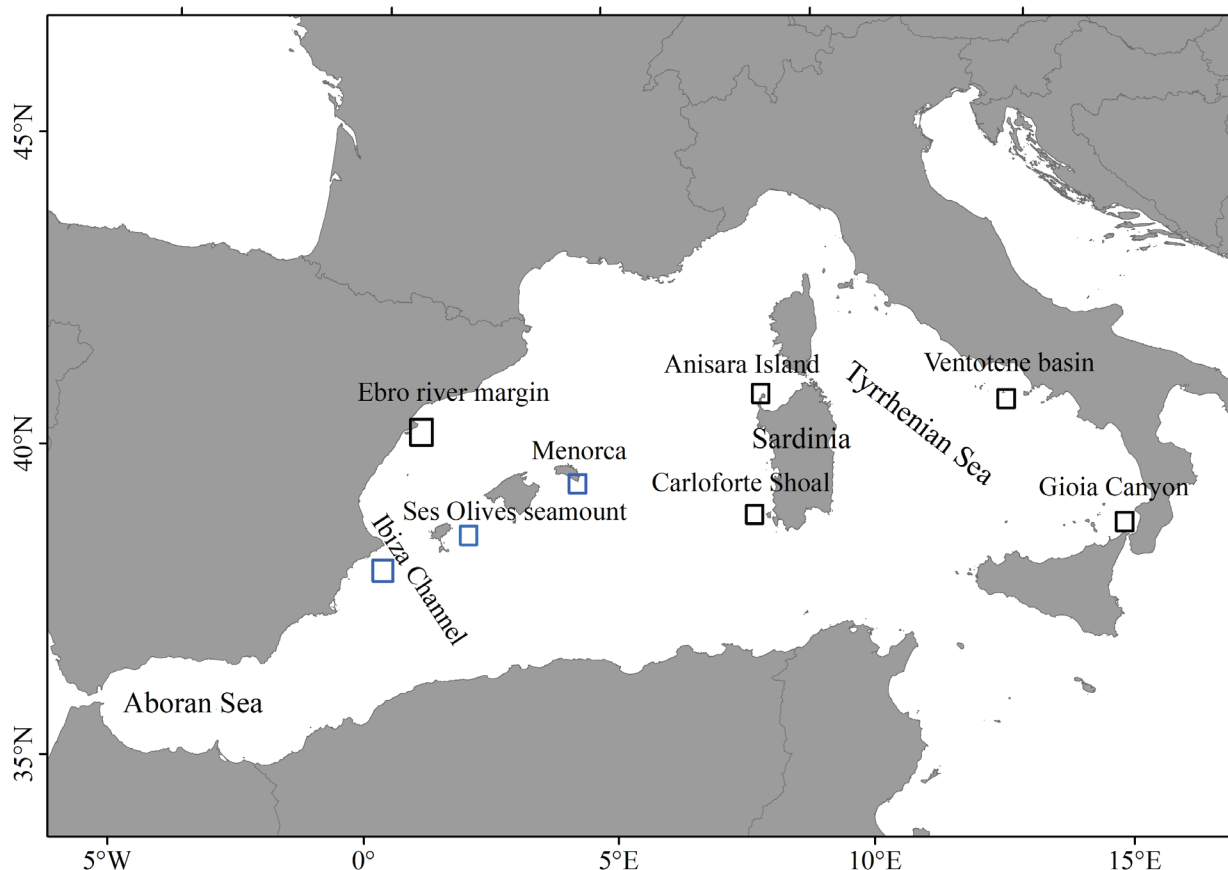 45°N
Anisara Island
Ventotene basin
Tyrrhenian Sea
Ebro river margin
40°N
Sardinia
Menorca
Carloforte Shoal
Gioia Canyon
Ses Olives seamount
Ibiza Channel
Aboran Sea
35°N
5°W
0°
5°E
10°E
15°E